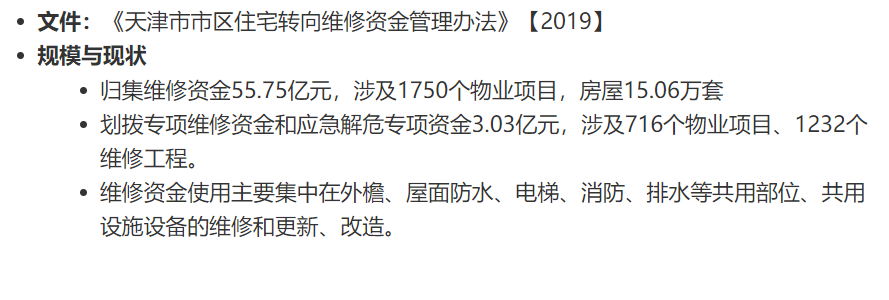 文件：《天津市市区住宅转向维修资金管理办法》【2019】
规模与现状
归集维修资金55.75亿元，涉及1750个物业项目，房屋15.06万套
划拨专项维修资金和应急解危专项资金3.03亿元，涉及716个物业项目、1232个
维修工程。
维修资金使用主要集中在外檐、屋面防水、电梯、消防、排水等共用部位、共用
设施设备的维修和更新、改造。